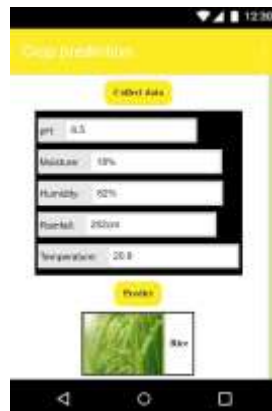 12:30
Crop prediction
Collect data
pH: 6.5
Moisture: 18%
Humidity: 82%
Rainfall: 202cm
Temperature: 20.8
Predict
Rice